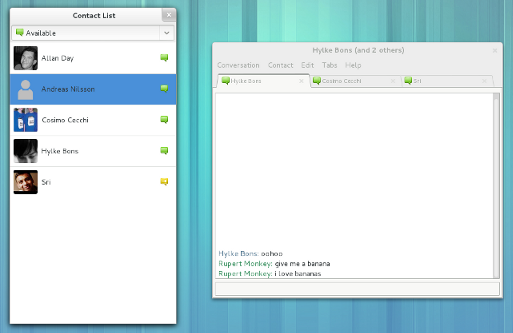 Contact List
Available
Allan Day
Andreas Nilsson
Cosimo Cecchi
Hylke Bons
Sri
Hylke Bons (and 2 others)
Conversation Contact Edit Tabs Help
Hylke Bons Cosimo Cecchi Sri
Hylke Bons: oohoo
Rupert Monkey: give me a banana
Rupert Monkey: i love bananas